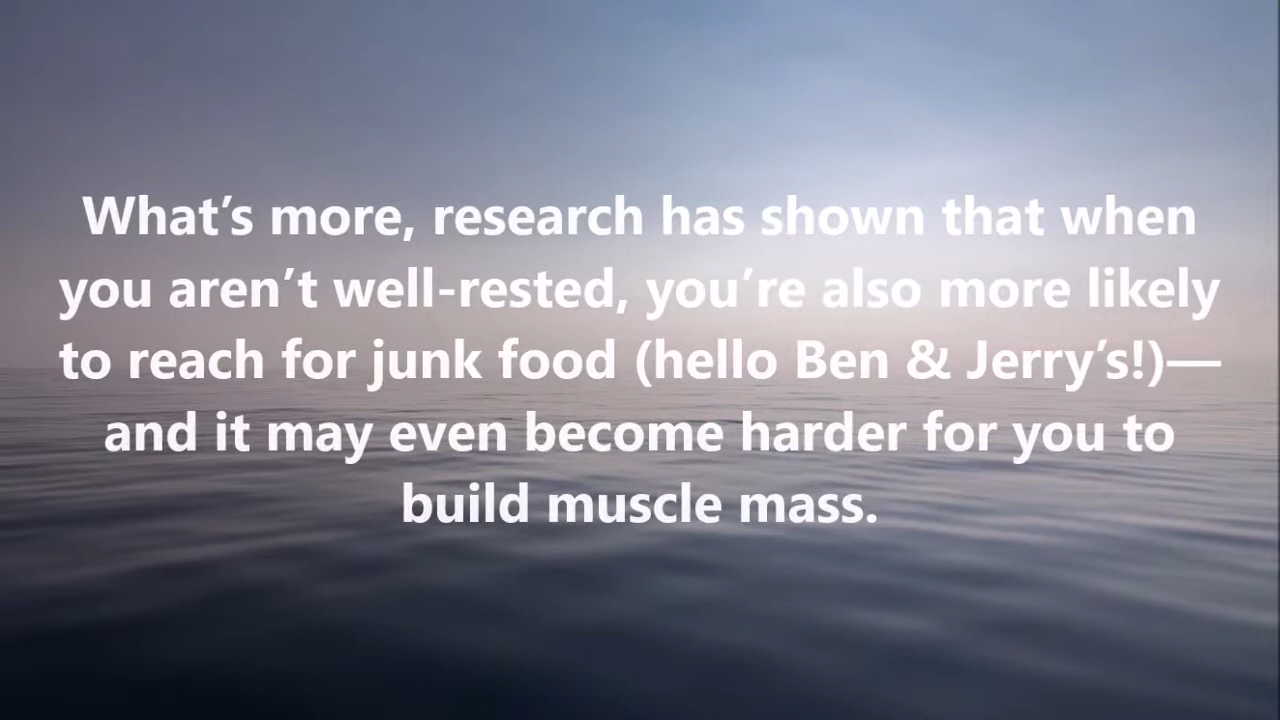 What’s more, research has shown that when
you aren’t well-rested, you’re also more likely
to reach for junk food (hello Ben & Jerry’s!)—
and it may even become harder for you to
build muscle mass.